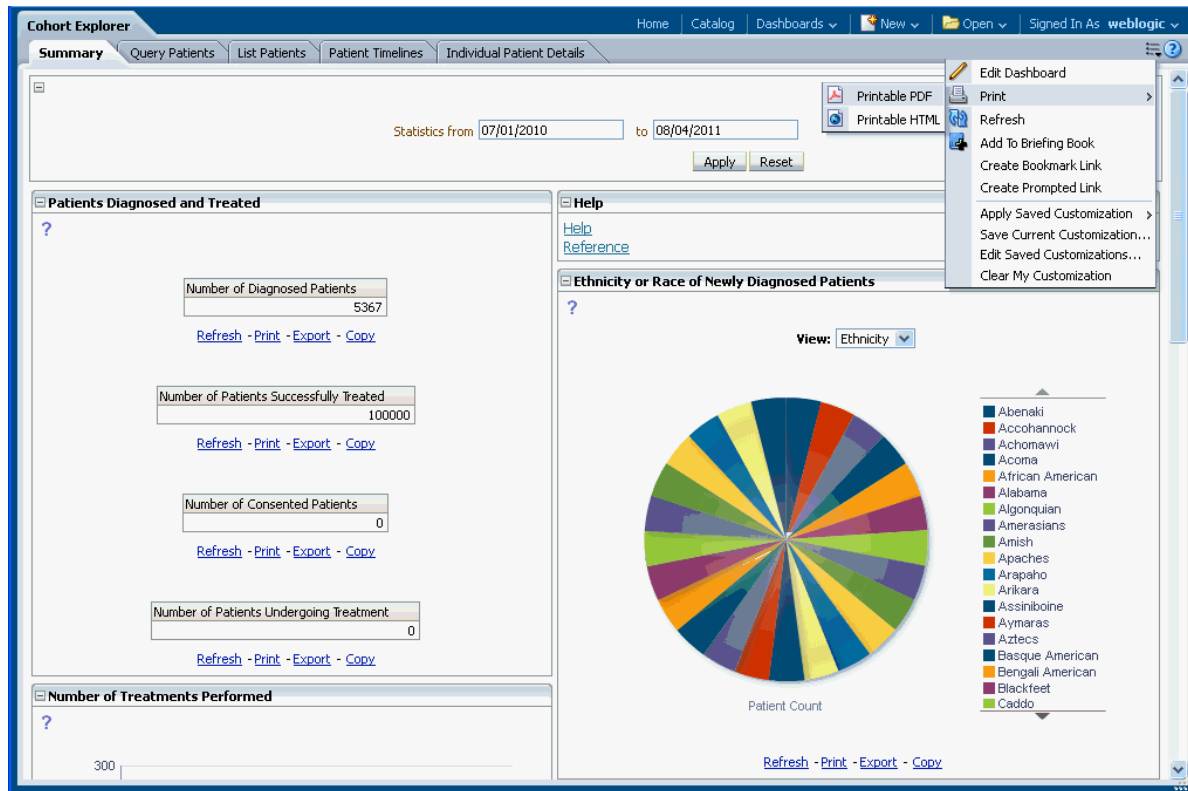 Cohort Explorer
Home Catalog Dashboards New Open Signed In As weblogic
Summary Query Patients List Patients Patient Timelines Individual Patient Details
Edit Dashboard
Print
Refresh
Add To Briefing Book
Create Bookmark Link
Create Prompted Link
Apply Saved Customization
Save Current Customization...
Edit Saved Customizations...
Clear My Customization
Printable PDF
Printable HTML
Statistics from 07/01/2010 to 08/04/2011
Apply Reset
Patients Diagnosed and Treated
?
Number of Diagnosed Patients
5367
Refresh - Print - Export - Copy
Number of Patients Successfully Treated
100000
Refresh - Print - Export - Copy
Number of Consented Patients
0
Refresh - Print - Export - Copy
Number of Patients Undergoing Treatment
0
Refresh - Print - Export - Copy
Number of Treatments Performed
?
300
Help
Help
Reference
Ethnicity or Race of Newly Diagnosed Patients
?
View: Ethnicity
Abenaki
Accohannock
Achomawi
Acoma
African American
Alabama
Algonquian
Amerasians
Amish
Apaches
Arapaho
Arikara
Assiniboine
Aymaras
Aztecs
Basque American
Bengali American
Blackfeet
Caddo
Patient Count
Refresh - Print - Export - Copy